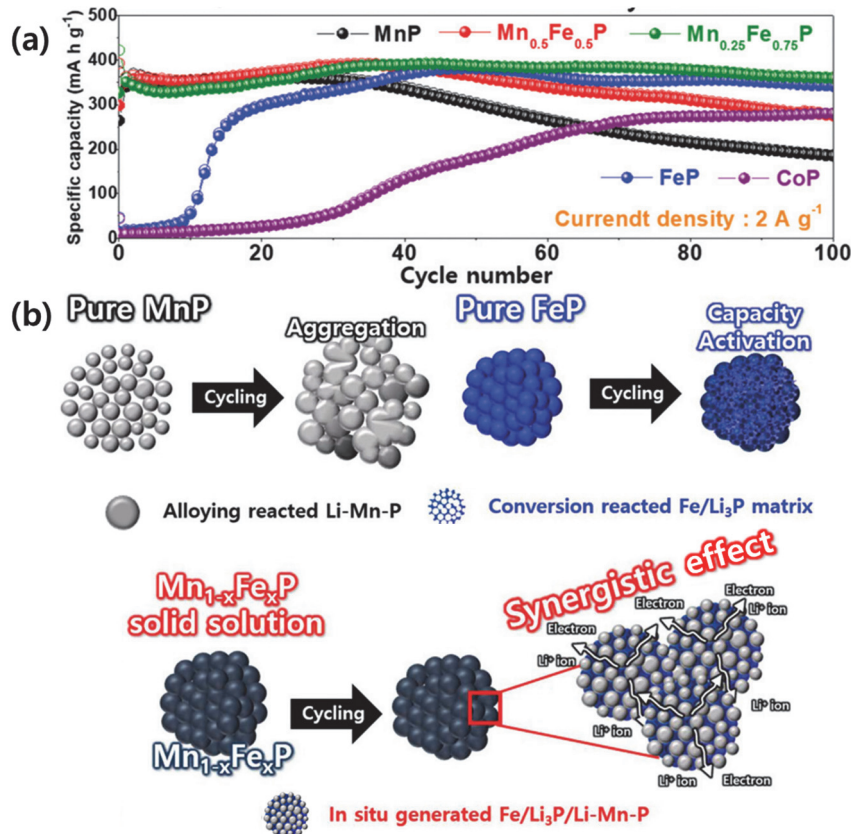 (a)
Specific capacity (mA h g⁻¹)
500
400
300
200
100
0
MnP
Mn₀.₅Fe₀.₅P
Mn₀.₂₅Fe₀.₇₅P
FeP
CoP
Currendt density : 2 A g⁻¹
0 20 40 60 80 100
Cycle number
(b)
Pure MnP
Cycling
Aggregation
Pure FeP
Cycling
Capacity
Activation
Alloying reacted Li-Mn-P
Conversion reacted Fe/Li₃P matrix
Mn₁₋ₓFeₓP
solid solution
Mn₁₋ₓFeₓP
Cycling
Synergistic effect
Electron
Li⁺ ion
Electron
Electron
Li⁺ ion
Li⁺ ion
Li⁺ ion
Li⁺ ion
Electron
In situ generated Fe/Li₃P/Li-Mn-P